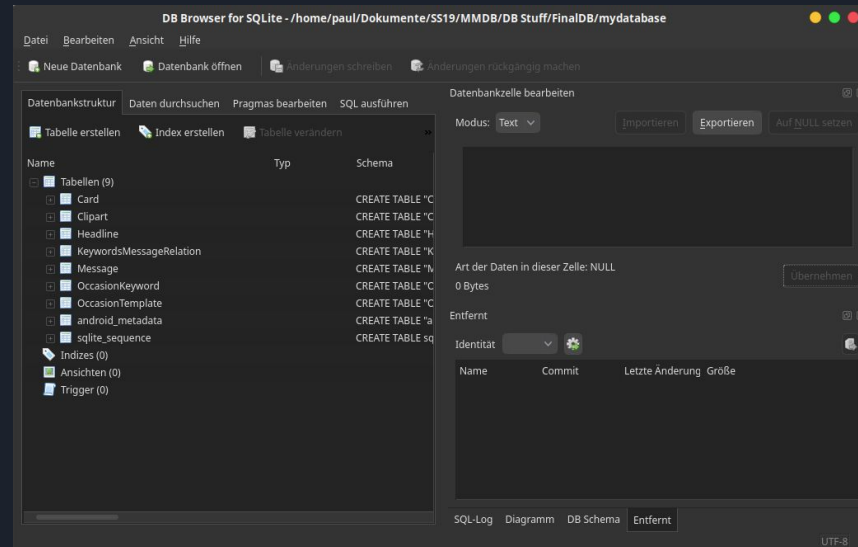 DB Browser for SQLite - /home/paul/Dokumente/SS19/MMDB/DB Stuff/FinalDB/mydatabase
Datei Bearbeiten Ansicht Hilfe
Neue Datenbank Datenbank öffnen Änderungen schreiben Änderungen rückgängig machen
Datenbankstruktur Daten durchsuchen Pragmas bearbeiten SQL ausführen
Tabelle erstellen Index erstellen Tabelle verändern »
Name Typ Schema
Tabellen (9)
Card CREATE TABLE "C
Clipart CREATE TABLE "C
Headline CREATE TABLE "H
KeywordsMessageRelation CREATE TABLE "K
Message CREATE TABLE "M
OccasionKeyword CREATE TABLE "O
OccasionTemplate CREATE TABLE "O
android_metadata CREATE TABLE "a
sqlite_sequence CREATE TABLE sq
Indizes (0)
Ansichten (0)
Trigger (0)
Datenbankzelle bearbeiten
Modus: Text Importieren Exportieren Auf NULL setzen
Art der Daten in dieser Zelle: NULL
0 Bytes
Übernehmen
Entfernt
Identität
Name Commit Letzte Änderung Größe
SQL-Log Diagramm DB Schema Entfernt
UTF-8